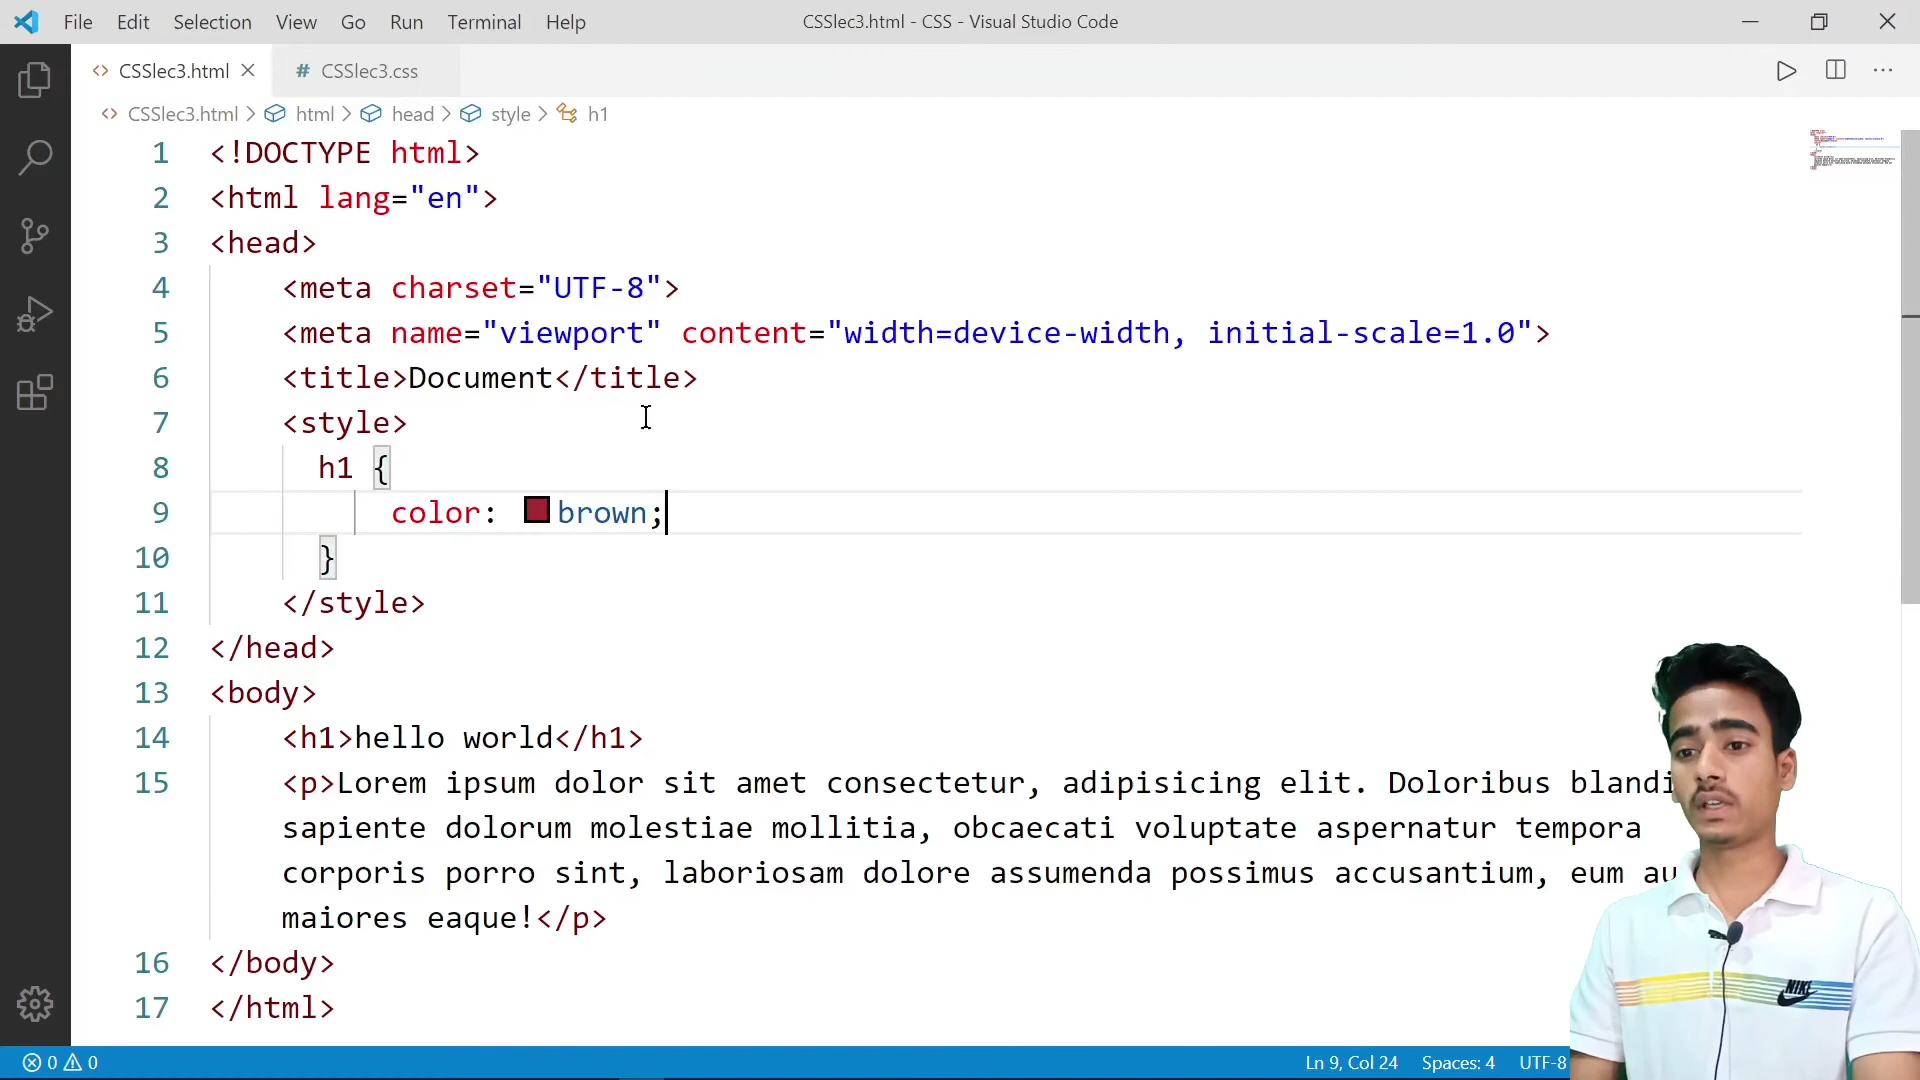 File Edit Selection View Go Run Terminal Help CSSlec3.html - CSS - Visual Studio Code
CSSlec3.html # CSSlec3.css
CSSlec3.html > html > head > style > h1
1 <!DOCTYPE html>
2 <html lang="en">
3 <head>
4 <meta charset="UTF-8">
5 <meta name="viewport" content="width=device-width, initial-scale=1.0">
6 <title>Document</title>
7 <style>
8 h1 {
9 color: brown;
10 }
11 </style>
12 </head>
13 <body>
14 <h1>hello world</h1>
15 <p>Lorem ipsum dolor sit amet consectetur, adipisicing elit. Doloribus blandi
sapiente dolorum molestiae mollitia, obcaecati voluptate aspernatur tempora
corporis porro sint, laboriosam dolore assumenda possimus accusantium, eum au
maiores eaque!</p>
16 </body>
17 </html>
NIKE
0 0 Ln 9, Col 24 Spaces: 4 UTF-8